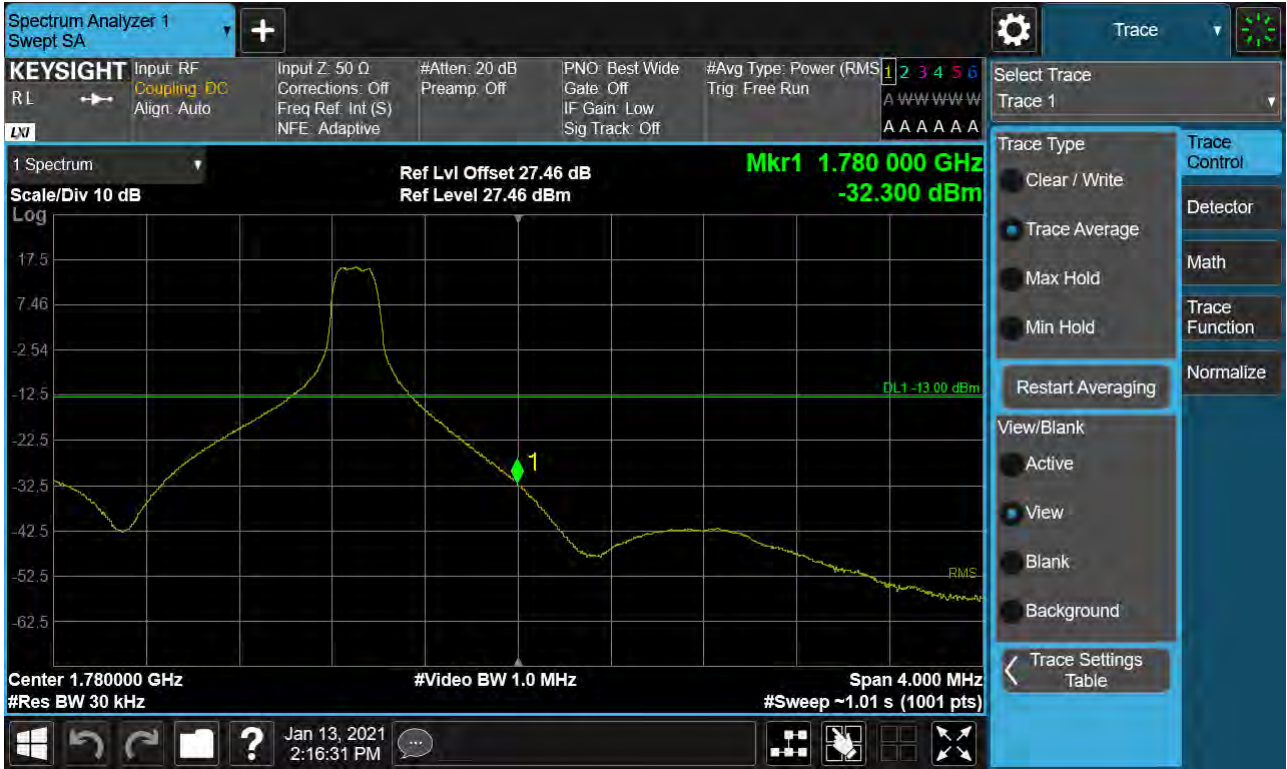 Spectrum Analyzer 1
Swept SA
+
Trace
KEYSIGHT
R L
LXI
Input: RF
Coupling: DC
Align: Auto
Input Z: 50 Ω
Corrections: Off
Freq Ref: Int (S)
NFE: Adaptive
#Atten: 20 dB
Preamp: Off
PNO: Best Wide
Gate: Off
IF Gain: Low
Sig Track: Off
#Avg Type: Power (RMS
Trig: Free Run
1 2 3 4 5 6
A W W W W W
A A A A A A
Select Trace
Trace 1
1 Spectrum
Scale/Div 10 dB
Log
Ref Lvl Offset 27.46 dB
Ref Level 27.46 dBm
Mkr1 1.780 000 GHz
-32.300 dBm
17.5
7.46
-2.54
-12.5
-22.5
-32.5
-42.5
-52.5
-62.5
DL1 -13.00 dBm
1
RMS
Center 1.780000 GHz
#Res BW 30 kHz
#Video BW 1.0 MHz
Span 4.000 MHz
#Sweep ~1.01 s (1001 pts)
Trace Type
Clear / Write
Trace Average
Max Hold
Min Hold
Restart Averaging
View/Blank
Active
View
Blank
Background
Trace Settings
Table
Trace
Control
Detector
Math
Trace
Function
Normalize
?
Jan 13, 2021
2:16:31 PM